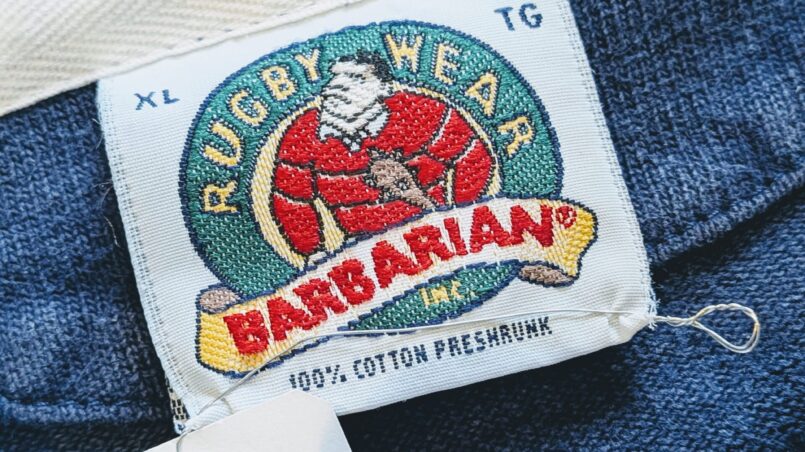 XL
TG
RUGBY WEAR
BARBARIAN®
INC.
100% COTTON PRESHRUNK